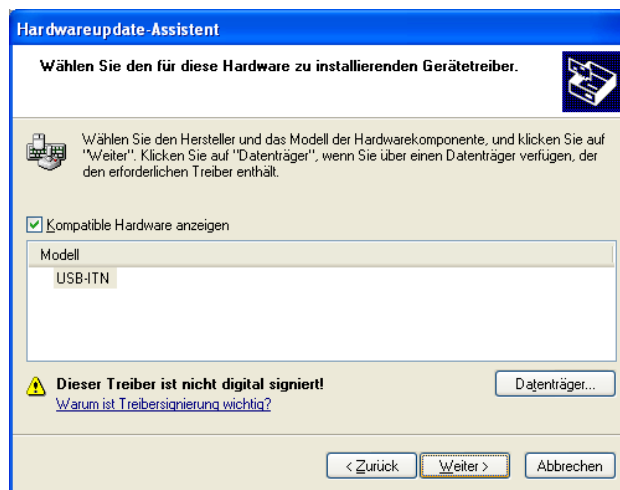 Hardwareupdate-Assistent
Wählen Sie den für diese Hardware zu installierenden Gerätetreiber.
Wählen Sie den Hersteller und das Modell der Hardwarekomponente, und klicken Sie auf
"Weiter". Klicken Sie auf "Datenträger", wenn Sie über einen Datenträger verfügen, der
den erforderlichen Treiber enthält.
Kompatible Hardware anzeigen
Modell
USB-ITN
Dieser Treiber ist nicht digital signiert!
Warum ist Treibersignierung wichtig?
Datenträger...
< Zurück
Weiter >
Abbrechen